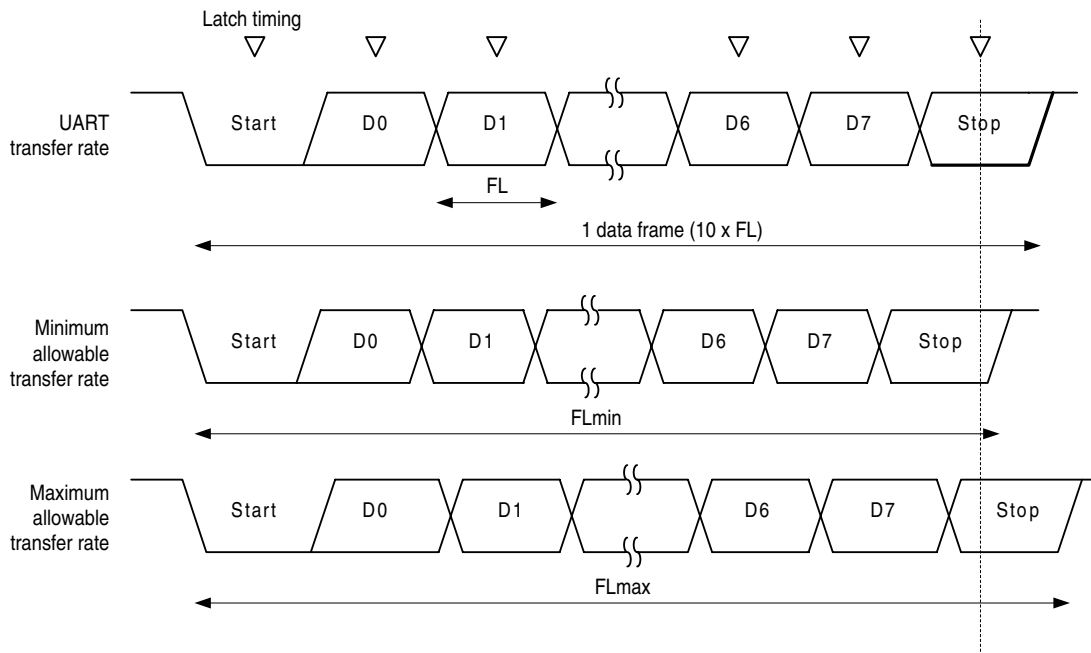 Latch timing
UART
transfer rate
Start D0 D1 D6 D7 Stop
FL
1 data frame (10 x FL)
Minimum
allowable
transfer rate
Start D0 D1 D6 D7 Stop
FLmin
Maximum
allowable
transfer rate
Start D0 D1 D6 D7 Stop
FLmax